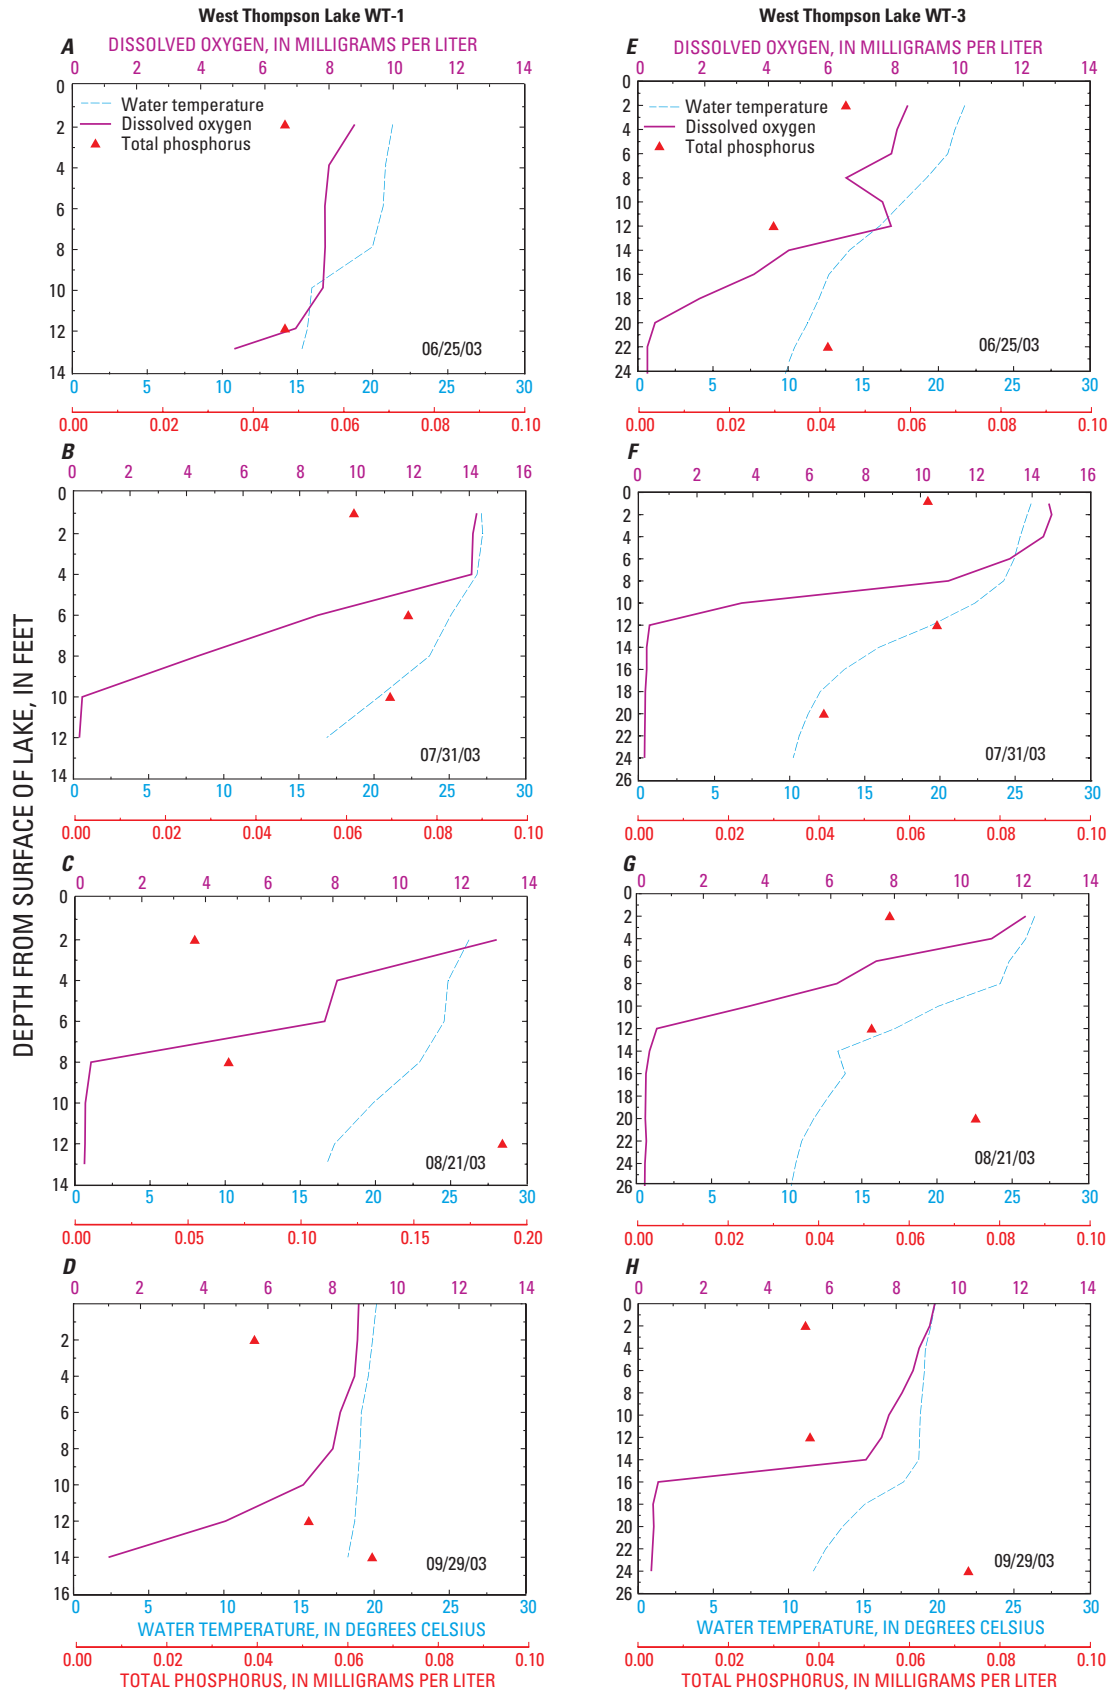 West Thompson Lake WT-1
West Thompson Lake WT-3
A
DISSOLVED OXYGEN, IN MILLIGRAMS PER LITER
0 2 4 6 8 10 12 14
0
2
4
6
8
10
12
14
Water temperature
Dissolved oxygen
Total phosphorus
06/25/03
0 5 10 15 20 25 30
0.00 0.02 0.04 0.06 0.08 0.10
E
DISSOLVED OXYGEN, IN MILLIGRAMS PER LITER
0 2 4 6 8 10 12 14
0
2
4
6
8
10
12
14
16
18
20
22
24
Water temperature
Dissolved oxygen
Total phosphorus
06/25/03
0 5 10 15 20 25 30
0.00 0.02 0.04 0.06 0.08 0.10
B
0 2 4 6 8 10 12 14 16
0
2
4
6
8
10
12
14
07/31/03
0 5 10 15 20 25 30
0.00 0.02 0.04 0.06 0.08 0.10
F
0 2 4 6 8 10 12 14 16
0
2
4
6
8
10
12
14
16
18
20
22
24
26
07/31/03
0 5 10 15 20 25 30
0.00 0.02 0.04 0.06 0.08 0.10
DEPTH FROM SURFACE OF LAKE, IN FEET
C
0 2 4 6 8 10 12 14
0
2
4
6
8
10
12
14
08/21/03
0 5 10 15 20 25 30
0.00 0.05 0.10 0.15 0.20
G
0 2 4 6 8 10 12 14
0
2
4
6
8
10
12
14
16
18
20
22
24
26
08/21/03
0 5 10 15 20 25 30
0.00 0.02 0.04 0.06 0.08 0.10
D
0 2 4 6 8 10 12 14
0
2
4
6
8
10
12
14
16
09/29/03
0 5 10 15 20 25 30
WATER TEMPERATURE, IN DEGREES CELSIUS
0.00 0.02 0.04 0.06 0.08 0.10
TOTAL PHOSPHORUS, IN MILLIGRAMS PER LITER
H
0 2 4 6 8 10 12 14
0
2
4
6
8
10
12
14
16
18
20
22
24
26
09/29/03
0 5 10 15 20 25 30
WATER TEMPERATURE, IN DEGREES CELSIUS
0.00 0.02 0.04 0.06 0.08 0.10
TOTAL PHOSPHORUS, IN MILLIGRAMS PER LITER